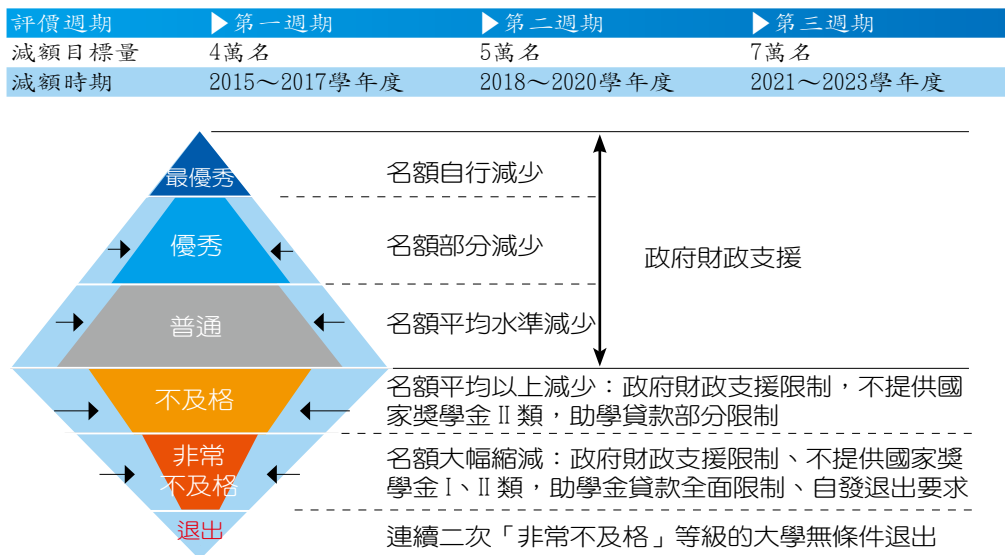 評價週期 ▶第一週期 ▶第二週期 ▶第三週期
減額目標量 4萬名 5萬名 7萬名
減額時期 2015～2017學年度 2018～2020學年度 2021～2023學年度
最優秀
名額自行減少
優秀
名額部分減少
政府財政支援
普通
名額平均水準減少
不及格
名額平均以上減少：政府財政支援限制，不提供國
家獎學金 II 類，助學貸款部分限制
非常
不及格
名額大幅縮減：政府財政支援限制、不提供國家獎
學金 I、II 類，助學金貸款全面限制、自發退出要求
退出
連續二次「非常不及格」等級的大學無條件退出